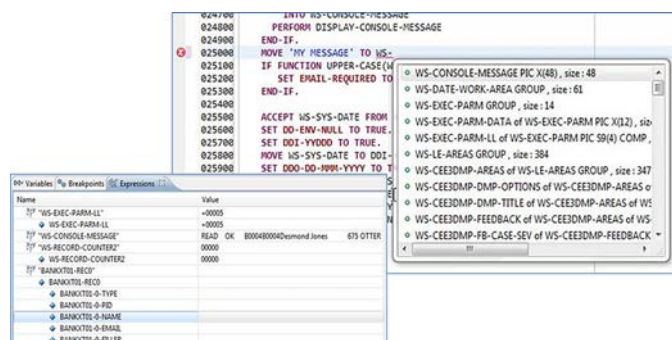 024700 INTO WS-CONSOLE-MESSAGE
024800 PERFORM DISPLAY-CONSOLE-MESSAGE
024900 END-IF.
025000 MOVE 'MY MESSAGE' TO WS-
025100 IF FUNCTION UPPER-CASE(W
025200 SET EMAIL-REQUIRED TO
025300 END-IF.
025400
025500 ACCEPT WS-SYS-DATE FROM
025600 SET DD-ENV-NULL TO TRUE.
025700 SET DDI-YYDDD TO TRUE.
025800 MOVE WS-SYS-DATE TO DDI-
025900 SET DDO-DD-MMM-YYYY TO T
WS-CONSOLE-MESSAGE PIC X(48) , size : 48
WS-DATE-WORK-AREA GROUP , size : 61
WS-EXEC-PARM GROUP , size : 14
WS-EXEC-PARM-DATA of WS-EXEC-PARM PIC X(12) , siz
WS-EXEC-PARM-LL of WS-EXEC-PARM PIC S9(4) COMP ,
WS-LE-AREAS GROUP , size : 384
WS-CEE3DMP-AREAS of WS-LE-AREAS GROUP , size : 347
WS-CEE3DMP-DMP-OPTIONS of WS-CEE3DMP-AREAS o
WS-CEE3DMP-DMP-TITLE of WS-CEE3DMP-AREAS of WS
WS-CEE3DMP-FEEDBACK of WS-CEE3DMP-AREAS of WS-
WS-CEE3DMP-FB-CASE-SEV of WS-CEE3DMP-FEEDBACK
Variables Breakpoints Expressions
Name Value
"WS-EXEC-PARM-LL" +00005
WS-EXEC-PARM-LL +00005
"WS-CONSOLE-MESSAGE" READ OK B0004B0004Desmond Jones 675 OTTER
"WS-RECORD-COUNTER2" 00000
WS-RECORD-COUNTER2 00000
"BANKXT01-REC0"
BANKXT01-REC0
BANKXT01-0-TYPE
BANKXT01-0-PID
BANKXT01-0-NAME
BANKXT01-0-EMAIL
BANKXT01-0-FILLER